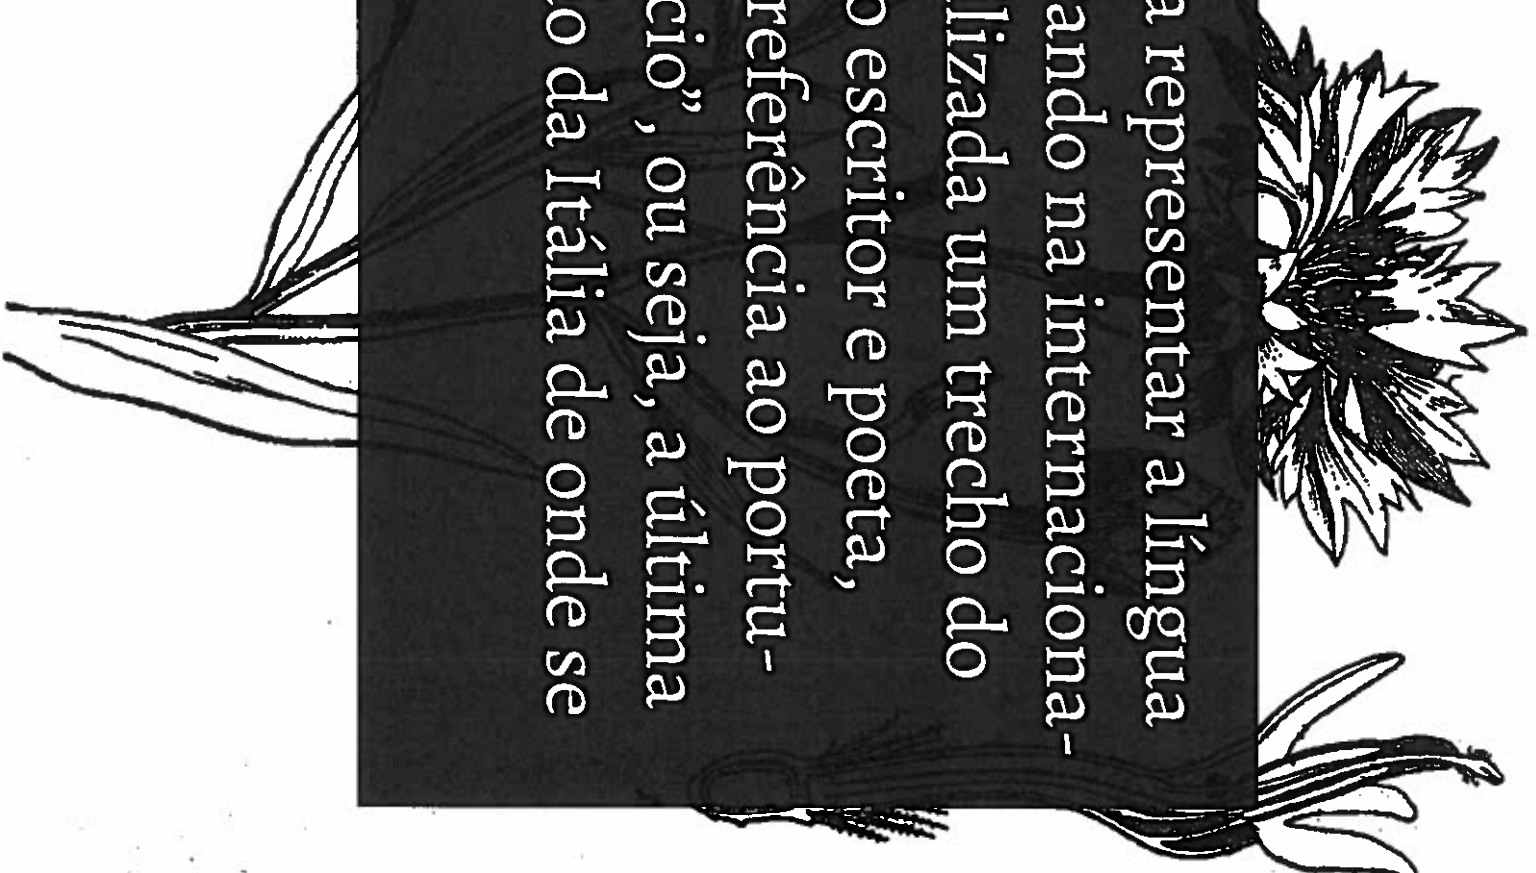 a representar a língua
ando na internaciona-
lizada um trecho do
o escritor e poeta,
referência ao portu-
cio”, ou seja, a última
o da Itália de onde se